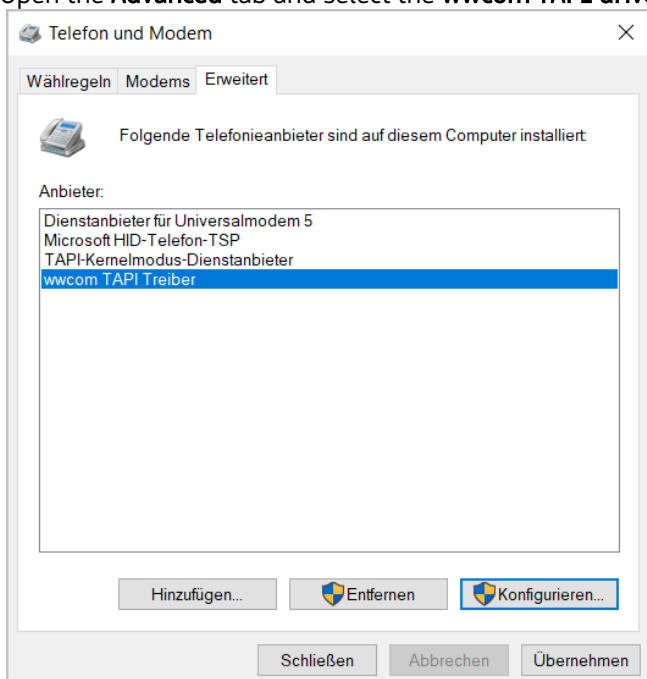 open the Advanced tab and select the wwcom TAPI
Telefon und Modem
Wählregeln Modems Erweitert
Folgende Telefonieanbieter sind auf diesem Computer installiert:
Anbieter:
Dienstanbieter für Universalmodem 5
Microsoft HID-Telefon-TSP
TAPI-Kernelmodus-Dienstanbieter
wwcom TAPI Treiber
Hinzufügen... Entfernen Konfigurieren...
Schließen Abbrechen Übernehmen